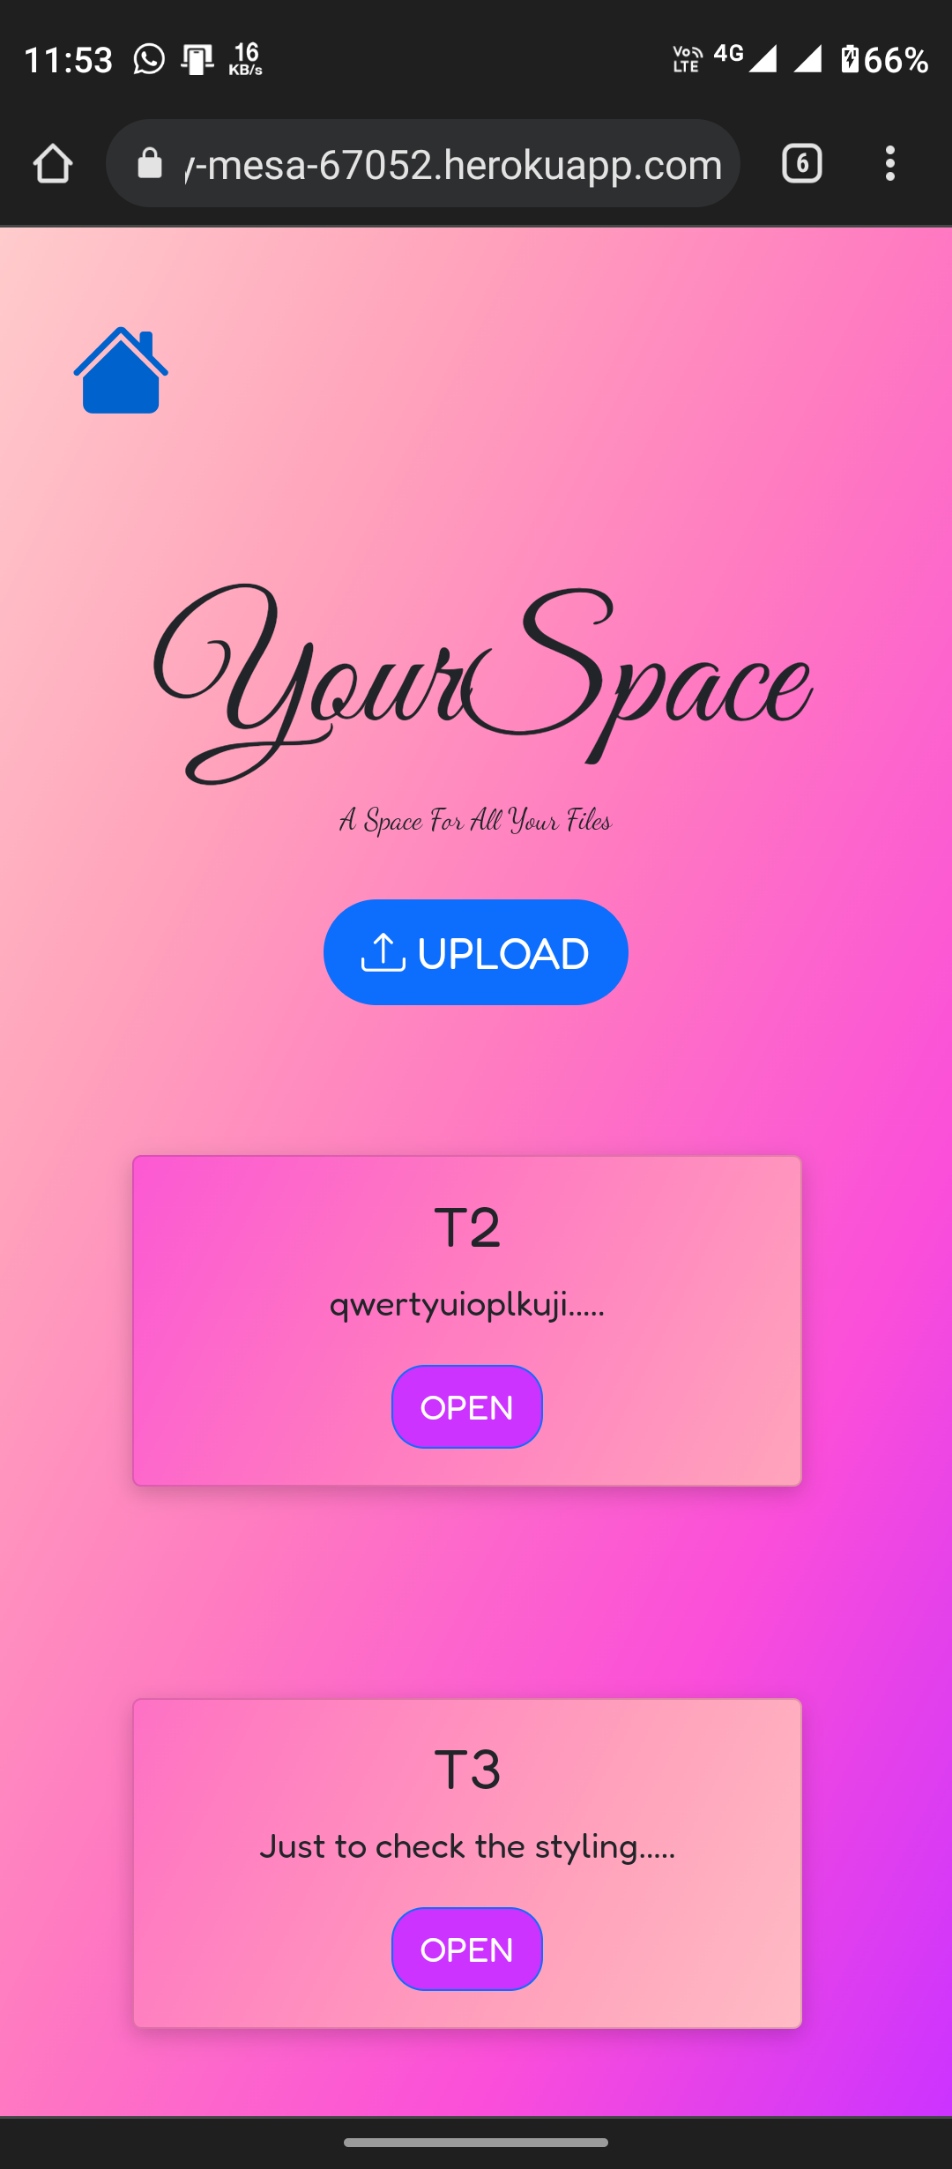 11:53 16 KB/s Vo LTE 4G 66%
y-mesa-67052.herokuapp.com 6
YourSpace
A Space For All Your Files
UPLOAD
T2
qwertyuioplkuji.....
OPEN
T3
Just to check the styling.....
OPEN